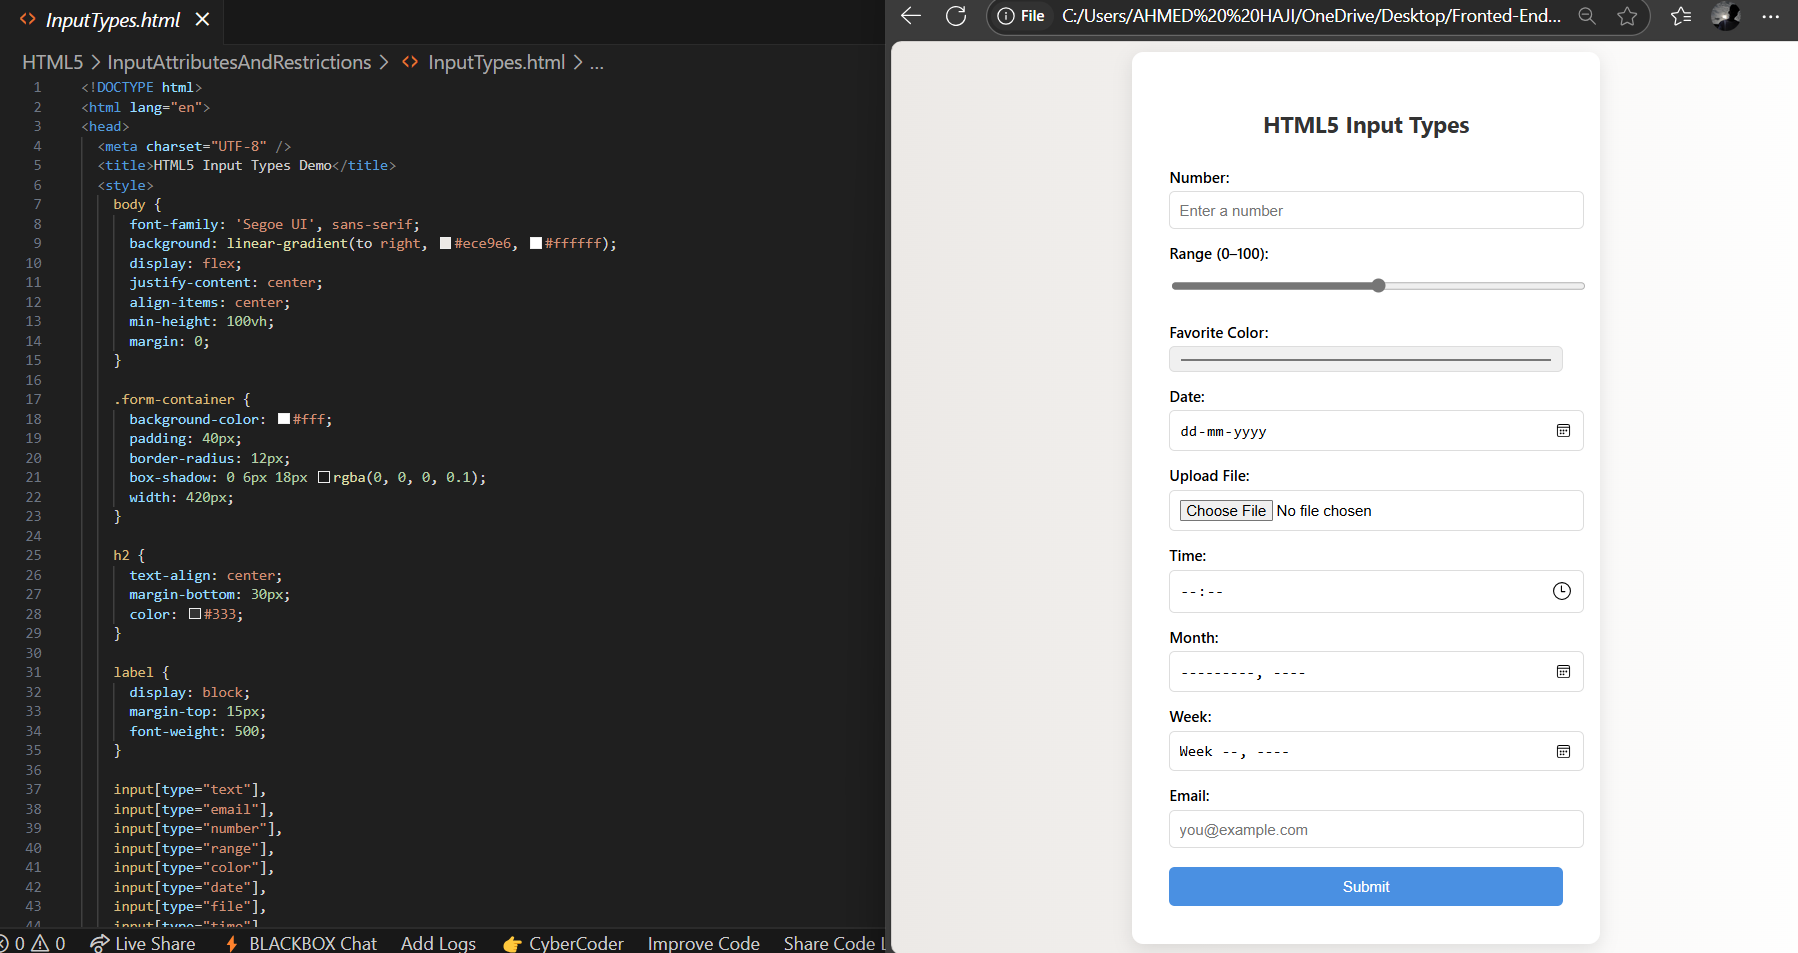 InputTypes.html
HTML5 > InputAttributesAndRestrictions > InputTypes.html > ...
1 <!DOCTYPE html>
2 <html lang="en">
3 <head>
4 <meta charset="UTF-8" />
5 <title>HTML5 Input Types Demo</title>
6 <style>
7 body {
8 font-family: 'Segoe UI', sans-serif;
9 background: linear-gradient(to right, #ece9e6, #ffffff);
10 display: flex;
11 justify-content: center;
12 align-items: center;
13 min-height: 100vh;
14 margin: 0;
15 }
16
17 .form-container {
18 background-color: #fff;
19 padding: 40px;
20 border-radius: 12px;
21 box-shadow: 0 6px 18px rgba(0, 0, 0, 0.1);
22 width: 420px;
23 }
24
25 h2 {
26 text-align: center;
27 margin-bottom: 30px;
28 color: #333;
29 }
30
31 label {
32 display: block;
33 margin-top: 15px;
34 font-weight: 500;
35 }
36
37 input[type="text"],
38 input[type="email"],
39 input[type="number"],
40 input[type="range"],
41 input[type="color"],
42 input[type="date"],
43 input[type="file"],
44 input[type="time"]
0 0 Live Share BLACKBOX Chat Add Logs CyberCoder Improve Code Share Code L
File C:/Users/AHMED%20%20HAJI/OneDrive/Desktop/Fronted-End...
HTML5 Input Types
Number:
Enter a number
Range (0–100):
Favorite Color:
Date:
dd-mm-yyyy
Upload File:
Choose File No file chosen
Time:
--:--
Month:
---------, ----
Week:
Week --, ----
Email:
you@example.com
Submit